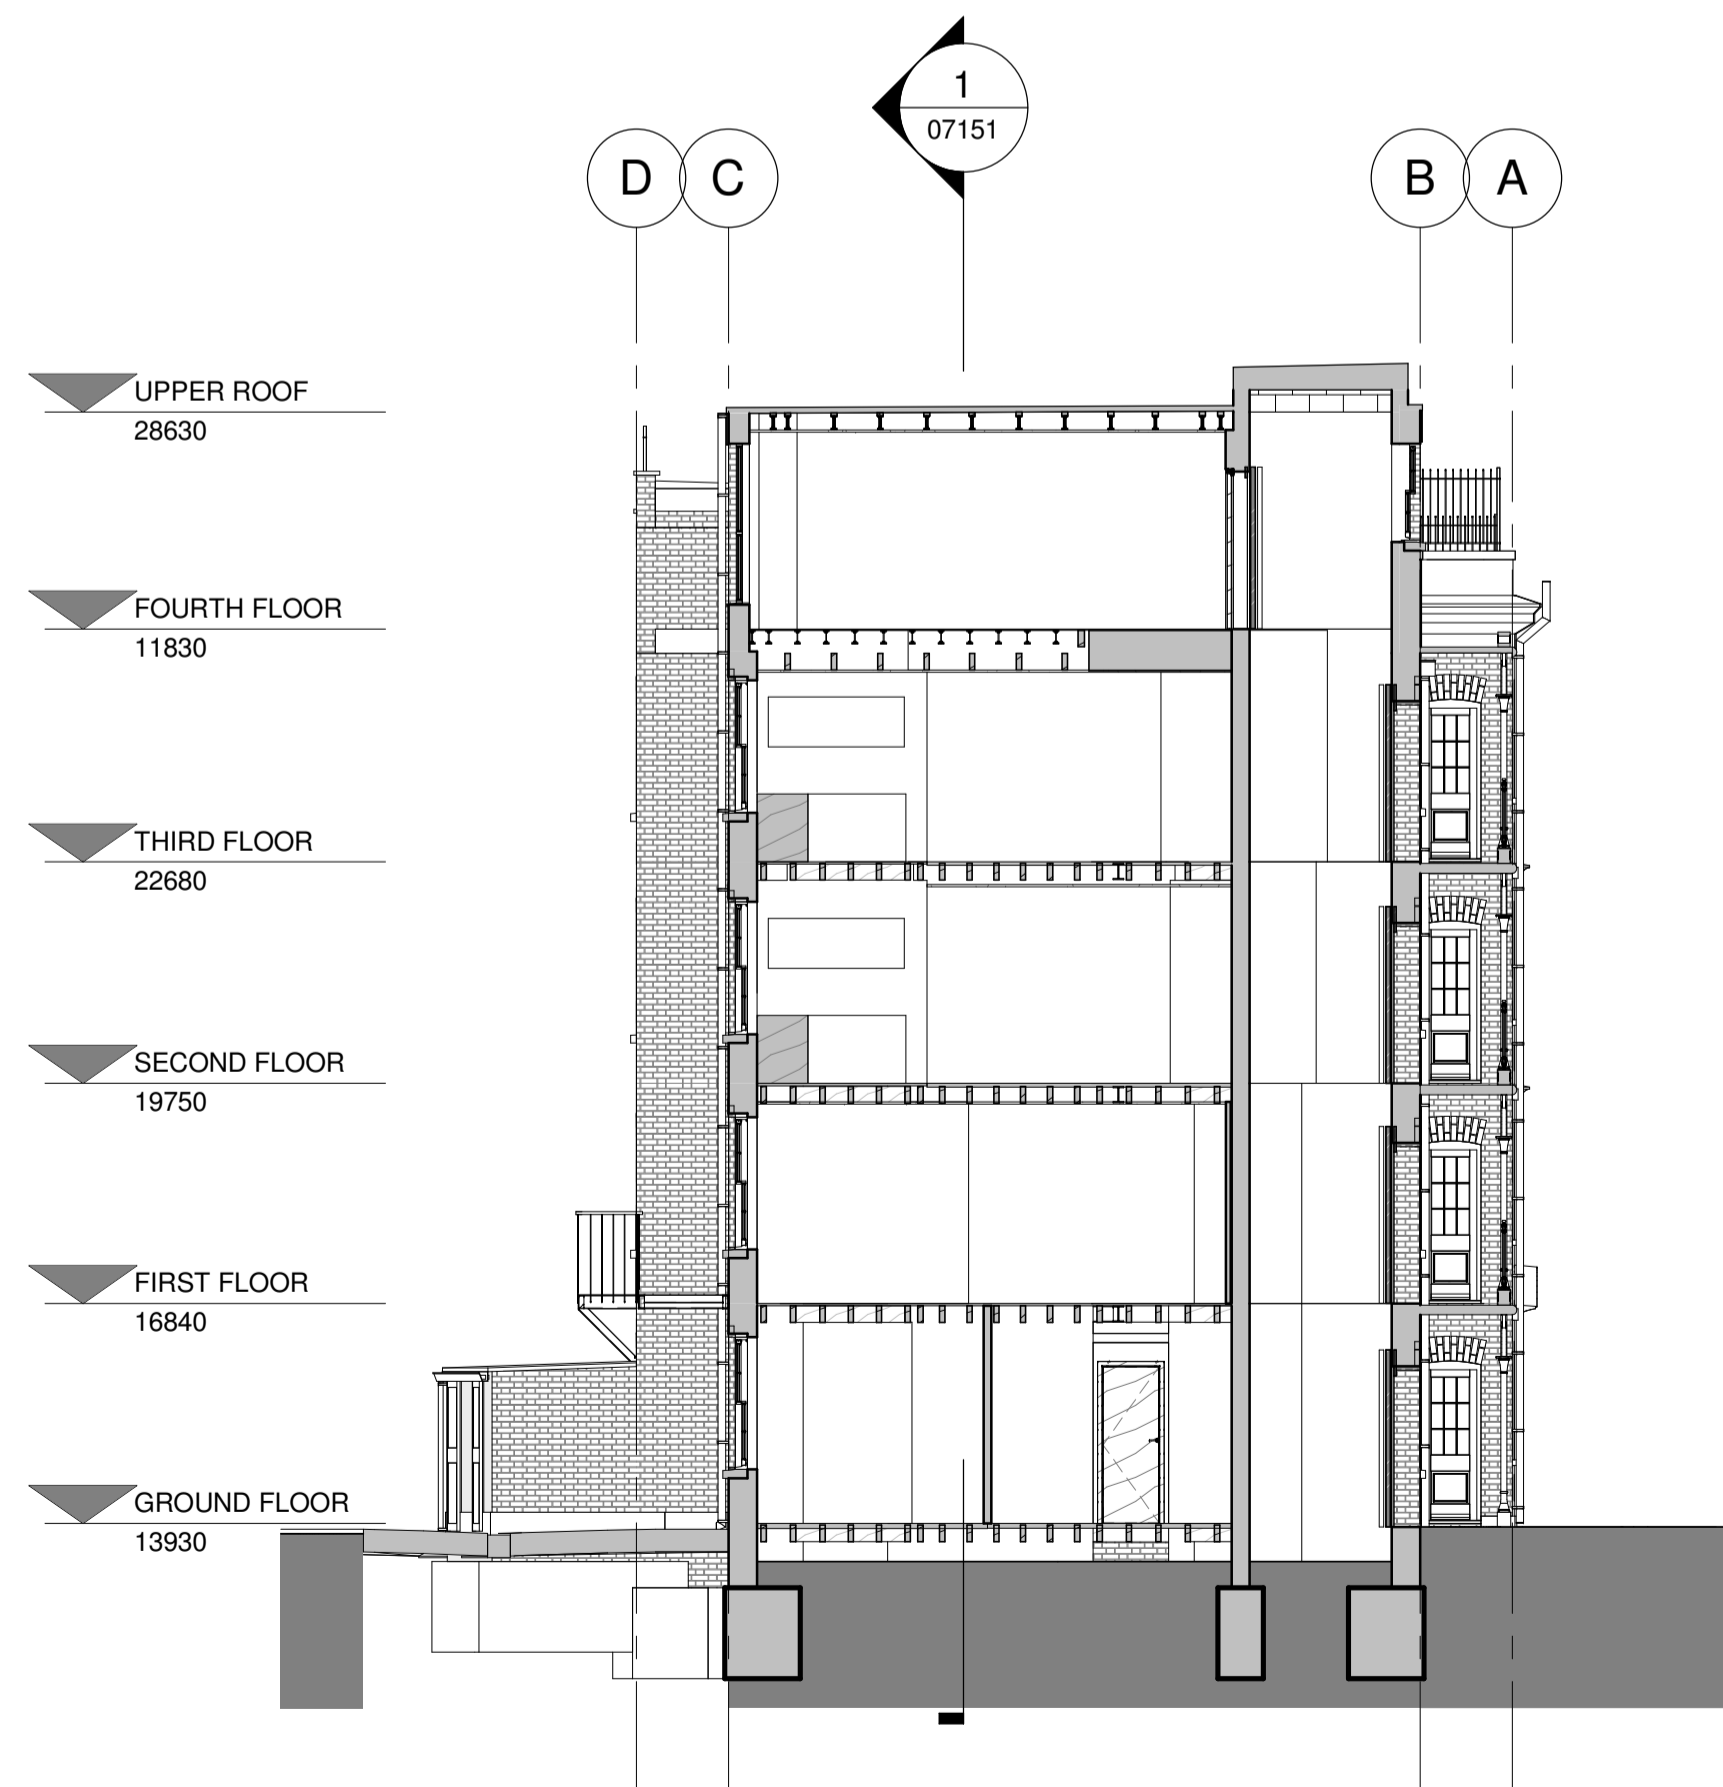 1
07151
D
C
B
A
UPPER ROOF
28630
FOURTH FLOOR
11830
THIRD FLOOR
22680
SECOND FLOOR
19750
FIRST FLOOR
16840
GROUND FLOOR
13930